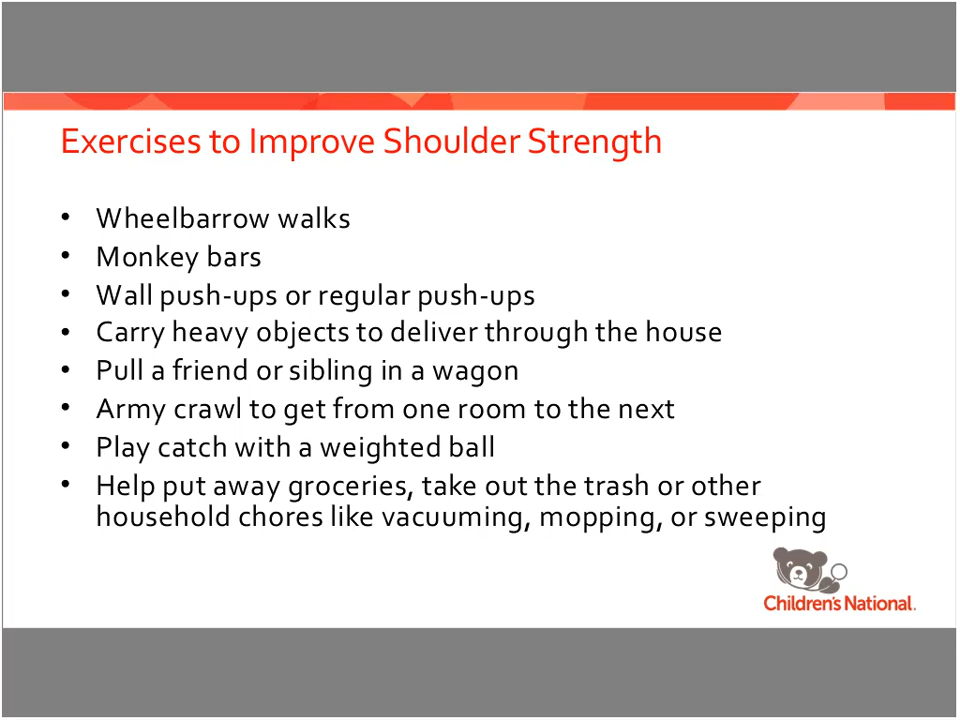 Exercises to Improve Shoulder Strength
• Wheelbarrow walks
• Monkey bars
• Wall push-ups or regular push-ups
• Carry heavy objects to deliver through the house
• Pull a friend or sibling in a wagon
• Army crawl to get from one room to the next
• Play catch with a weighted ball
• Help put away groceries, take out the trash or other
household chores like vacuuming, mopping, or sweeping
Children's National.